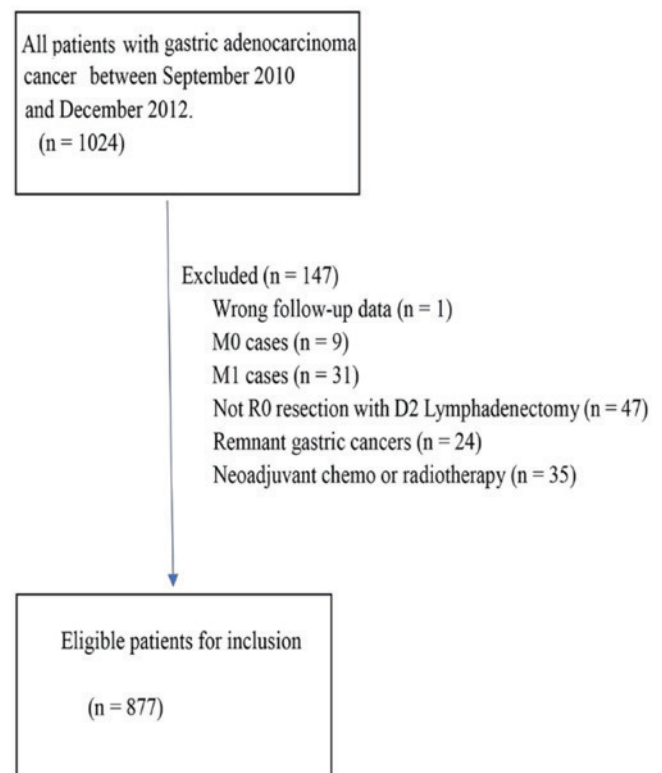 All patients with gastric adenocarcinoma
cancer between September 2010
and December 2012.
(n = 1024)
Excluded (n = 147)
Wrong follow-up data (n = 1)
M0 cases (n = 9)
M1 cases (n = 31)
Not R0 resection with D2 Lymphadenectomy (n = 47)
Remnant gastric cancers (n = 24)
Neoadjuvant chemo or radiotherapy (n = 35)
Eligible patients for inclusion
(n = 877)